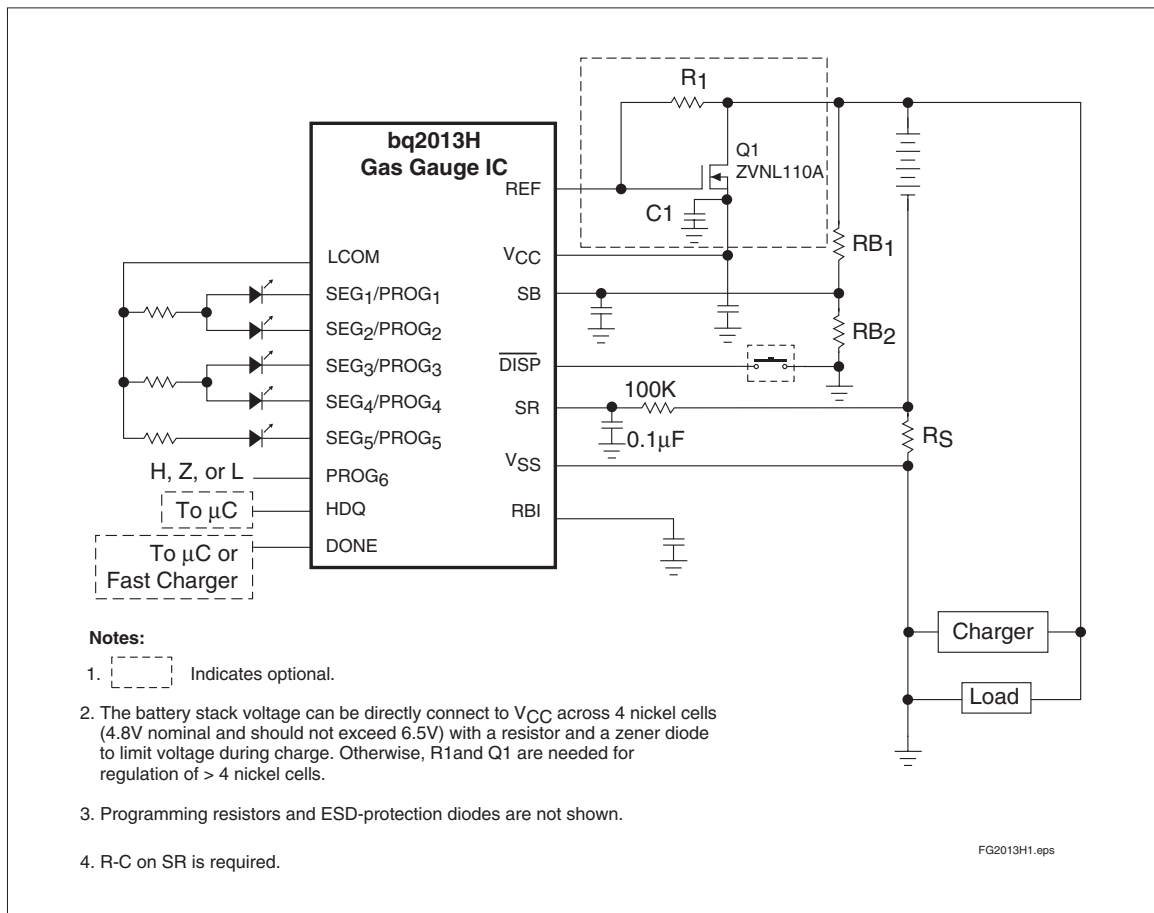 bq2013H
Gas Gauge IC
R1
Q1
ZVNL110A
C1
REF
VCC
SB
DISP
SR
VSS
RBI
LCOM
SEG1/PROG1
SEG2/PROG2
SEG3/PROG3
SEG4/PROG4
SEG5/PROG5
PROG6
HDQ
DONE
H, Z, or L
To μC
To μC or
Fast Charger
RB1
RB2
100K
0.1μF
RS
Charger
Load
Notes:
1. Indicates optional.
2. The battery stack voltage can be directly connect to VCC across 4 nickel cells
(4.8V nominal and should not exceed 6.5V) with a resistor and a zener diode
to limit voltage during charge. Otherwise, R1and Q1 are needed for
regulation of > 4 nickel cells.
3. Programming resistors and ESD-protection diodes are not shown.
4. R-C on SR is required.
FG2013H1.eps